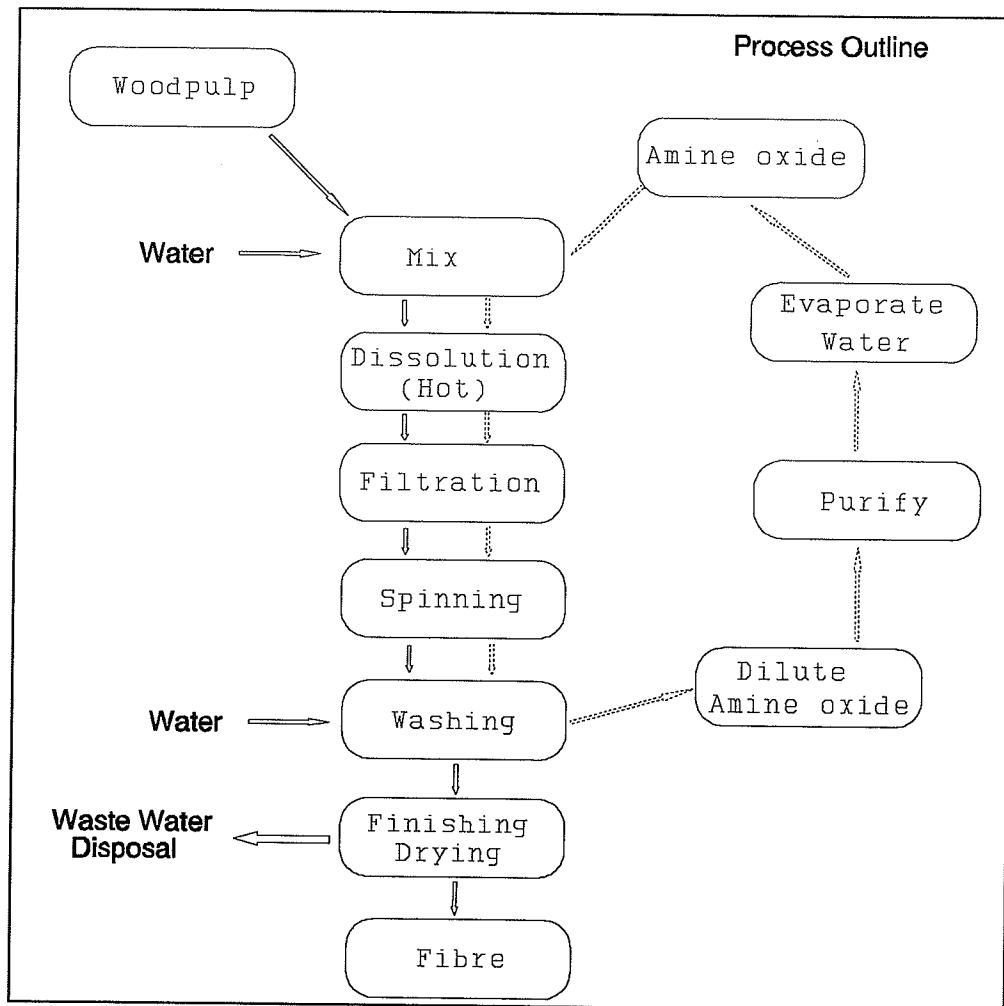 Process Outline
Woodpulp
Amine oxide
Water
Mix
Evaporate
Water
Dissolution
(Hot)
Filtration
Purify
Spinning
Dilute
Amine oxide
Water
Washing
Waste Water
Disposal
Finishing
Drying
Fibre